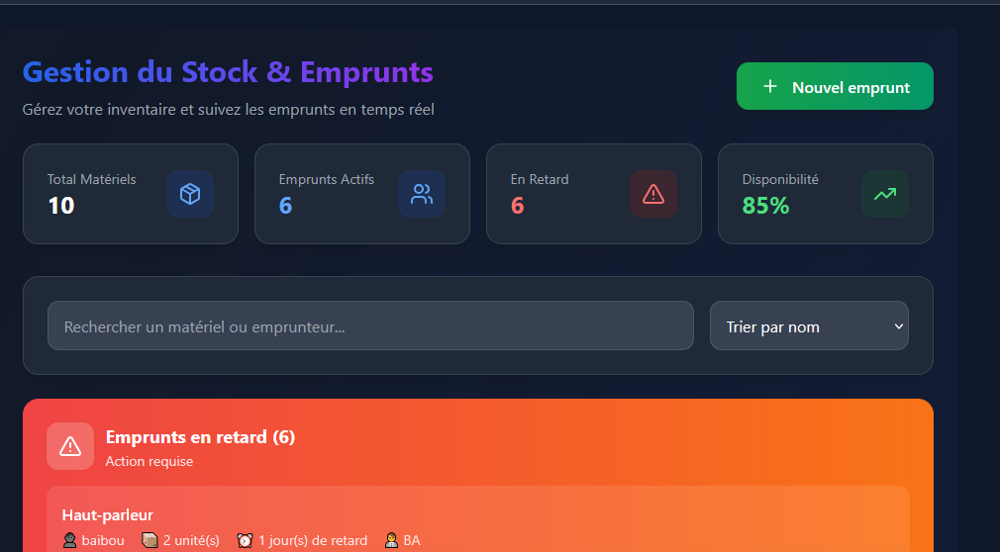 Gestion du Stock & Emprunts
Gérez votre inventaire et suivez les emprunts en temps réel
+ Nouvel emprunt
Total Matériels
10
Emprunts Actifs
6
En Retard
6
Disponibilité
85%
Rechercher un matériel ou emprunteur...
Trier par nom
Emprunts en retard (6)
Action requise
Haut-parleur
baibou 2 unité(s) 1 jour(s) de retard BA